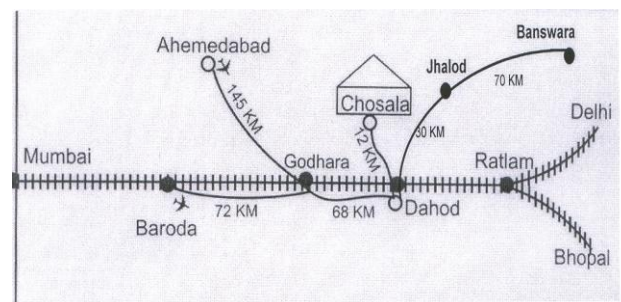 Banswara
Ahemedabad
Jhalod
70 KM
Chosala
Delhi
145 KM
30 KM
12 KM
Mumbai
Godhara
Ratlam
72 KM
68 KM
Dahod
Baroda
Bhopal